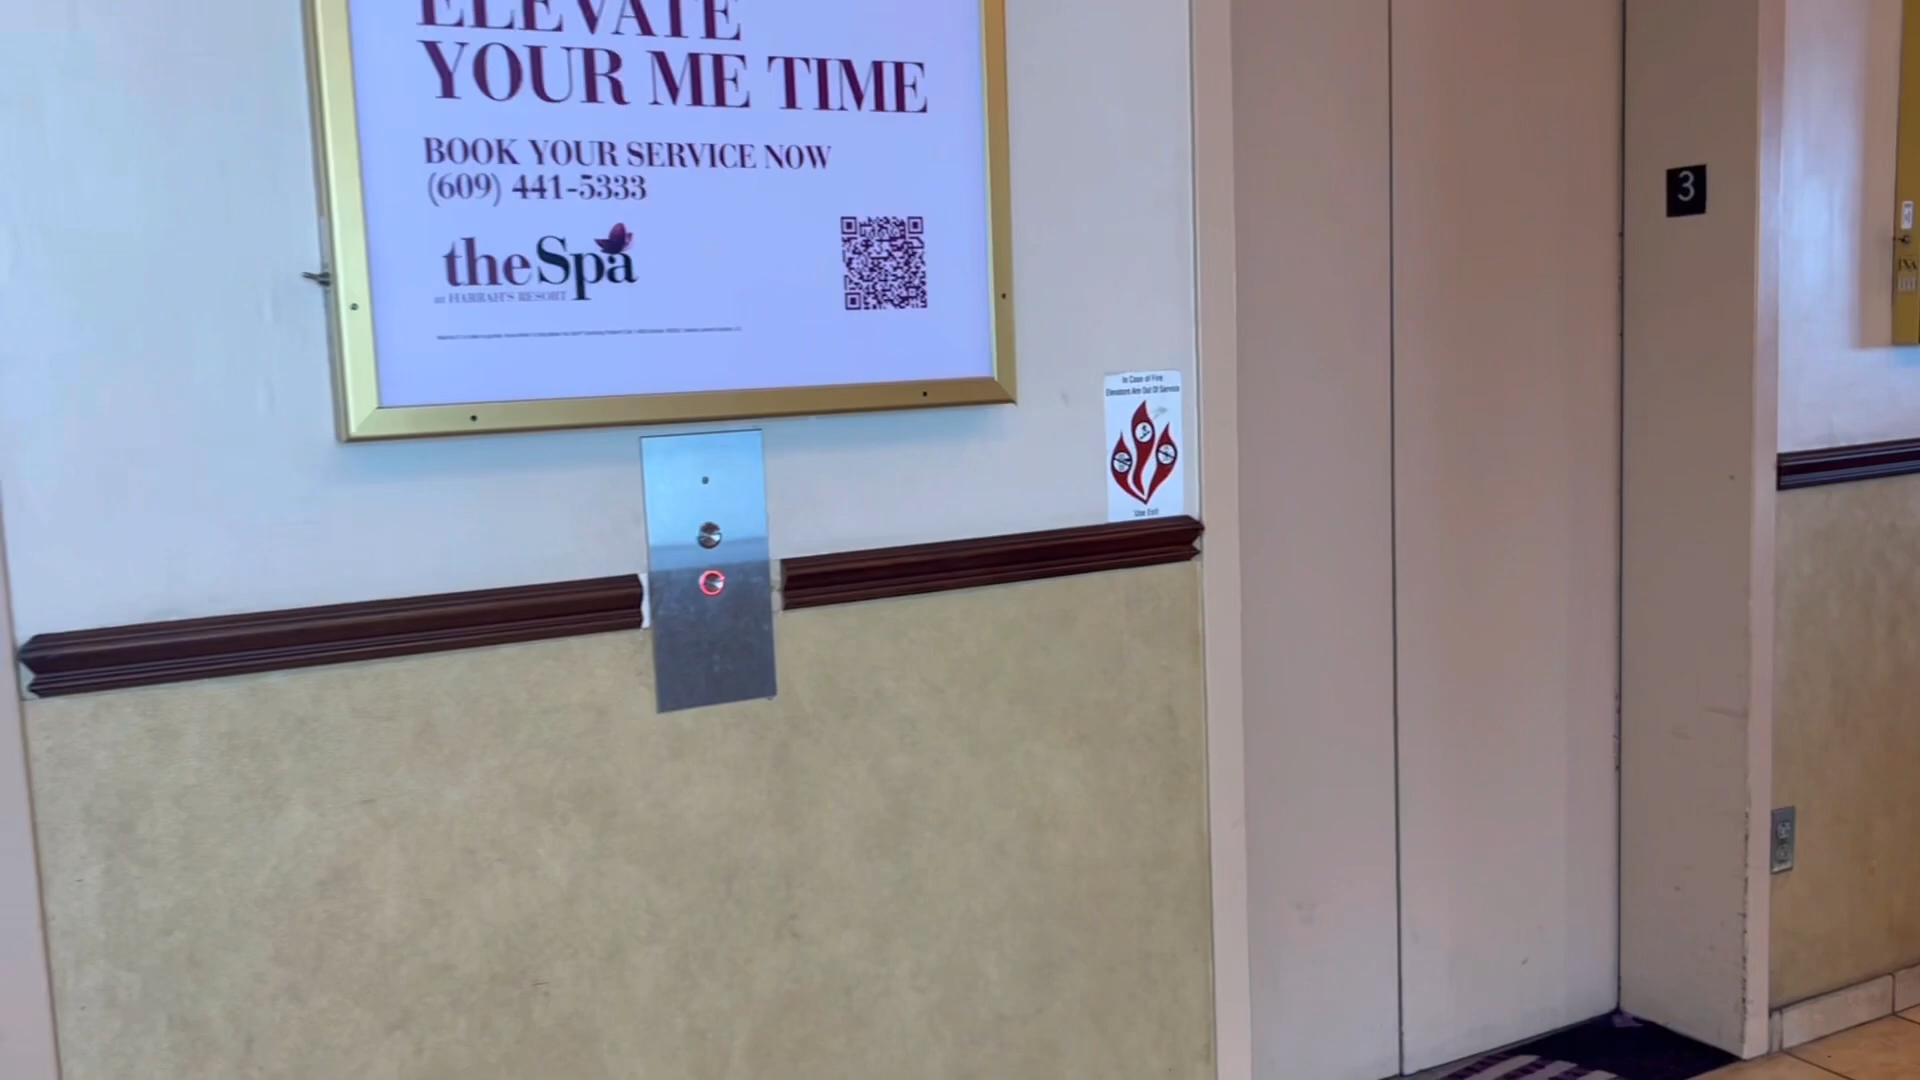 ELEVATE
YOUR ME TIME
BOOK YOUR SERVICE NOW
(609) 441-5333
theSpa
at HARRAH'S RESORT
In Case of Fire
Elevators Are Out Of Service
Use Exit
3